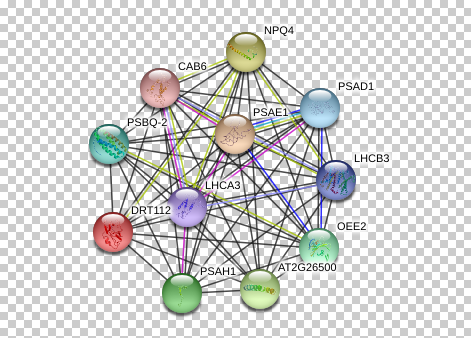 NPQ4
CAB6
PSAD1
PSAE1
PSBQ-2
LHCB3
LHCA3
DRT112
OEE2
AT2G26500
PSAH1